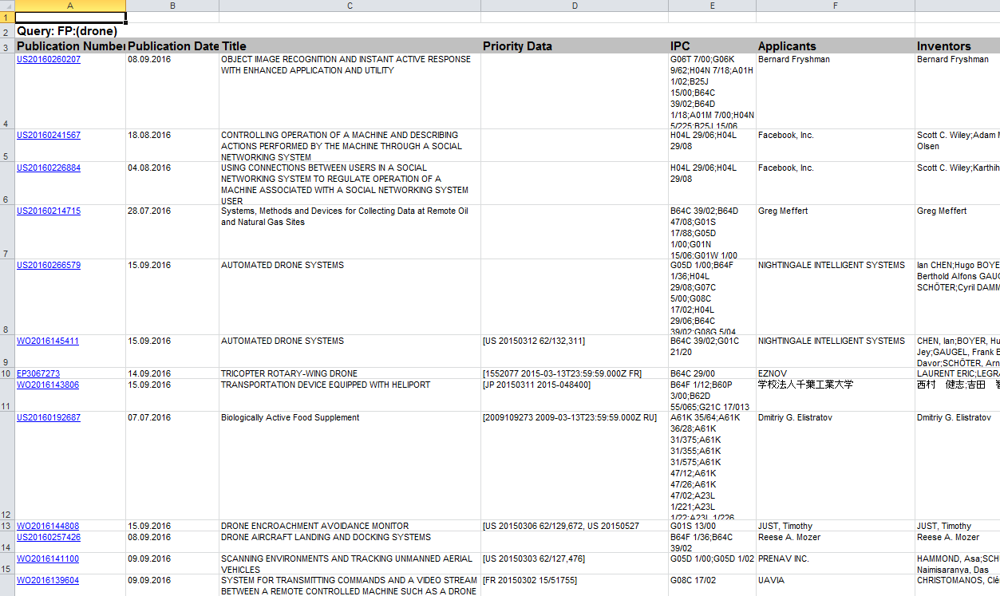 A B C D E F
1
2 Query: FP:(drone)
3 Publication Number Publication Date Title Priority Data IPC Applicants Inventors
US20160260207 08.09.2016 OBJECT IMAGE RECOGNITION AND INSTANT ACTIVE RESPONSE G06T 7/00;G06K Bernard Fryshman Bernard Fryshman
WITH ENHANCED APPLICATION AND UTILITY 9/62;H04N 7/18;A01H
1/02;B25J
15/00;B64C
39/02;B64D
1/18;A01M 7/00;H04N
4 5/225;B25J 15/06
US20160241567 18.08.2016 CONTROLLING OPERATION OF A MACHINE AND DESCRIBING H04L 29/06;H04L Facebook, Inc. Scott C. Wiley;Adam M
ACTIONS PERFORMED BY THE MACHINE THROUGH A SOCIAL 29/08 Olsen
5 NETWORKING SYSTEM
US20160226884 04.08.2016 USING CONNECTIONS BETWEEN USERS IN A SOCIAL H04L 29/06;H04L Facebook, Inc. Scott C. Wiley;Karthih
NETWORKING SYSTEM TO REGULATE OPERATION OF A 29/08
MACHINE ASSOCIATED WITH A SOCIAL NETWORKING SYSTEM
6 USER
US20160214715 28.07.2016 Systems, Methods and Devices for Collecting Data at Remote Oil B64C 39/02;B64D Greg Meffert Greg Meffert
and Natural Gas Sites 47/08;G01S
17/88;G05D
1/00;G01N
7 15/06;G01W 1/00
US20160266579 15.09.2016 AUTOMATED DRONE SYSTEMS G05D 1/00;B64F NIGHTINGALE INTELLIGENT SYSTEMS Ian CHEN;Hugo BOYE
1/36;H04L Berthold Alfons GAUG
29/08;G07C SCHÖTER;Cyril DAMM
5/00;G08C
17/02;H04L
29/06;B64C
8 39/02;G08G 5/04
WO2016145411 15.09.2016 AUTOMATED DRONE SYSTEMS [US 20150312 62/132,311] B64C 39/02;G01C NIGHTINGALE INTELLIGENT SYSTEMS CHEN, Ian;BOYER, Hu
21/20 Jey;GAUGEL, Frank E
9 Davor;SCHÖTER, Arn
10 EP3067273 14.09.2016 TRICOPTER ROTARY-WING DRONE [1552077 2015-03-13T23:59:59.000Z FR] B64C 29/00 EZNOV LAURENT ERIC;LEGRA
WO2016143806 15.09.2016 TRANSPORTATION DEVICE EQUIPPED WITH HELIPORT [JP 20150311 2015-048400] B64F 1/12;B60P 学校法人千葉工業大学 西村 健志;吉田 智
3/00;B62D
11 55/065;G21C 17/013
US20160192687 07.07.2016 Biologically Active Food Supplement [2009109273 2009-03-13T23:59:59.000Z RU] A61K 35/64;A61K Dmitriy G. Elistratov Dmitriy G. Elistratov
36/28;A61K
31/375;A61K
31/355;A61K
31/575;A61K
47/12;A61K
47/26;A61K
47/02;A23L
1/221;A23L
12 1/22;A23L 1/226
13 WO2016144808 15.09.2016 DRONE ENCROACHMENT AVOIDANCE MONITOR [US 20150306 62/129,672, US 20150527 G01S 13/00 JUST, Timothy JUST, Timothy
US20160257426 08.09.2016 DRONE AIRCRAFT LANDING AND DOCKING SYSTEMS B64F 1/36;B64C Reese A. Mozer Reese A. Mozer
14 39/02
WO2016141100 09.09.2016 SCANNING ENVIRONMENTS AND TRACKING UNMANNED AERIAL [US 20150303 62/127,476] G05D 1/00;G05D 1/02 PRENAV INC. HAMMOND, Asa;SCH
15 VEHICLES Naimisaranya, Das
WO2016139604 09.09.2016 SYSTEM FOR TRANSMITTING COMMANDS AND A VIDEO STREAM [FR 20150302 15/51755] G08C 17/02 UAVIA CHRISTOMANOS, Clé
BETWEEN A REMOTE CONTROLLED MACHINE SUCH AS A DRONE